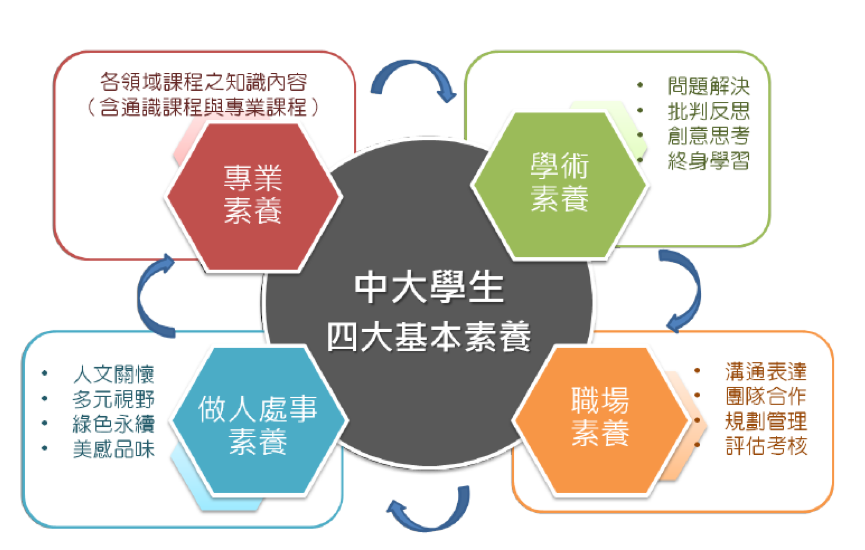 各領域課程之知識內容
（含通識課程與專業課程）
專業
素養
學術
素養
• 問題解決
• 批判反思
• 創意思考
• 終身學習
中大學生
四大基本素養
• 人文關懷
• 多元視野
• 綠色永續
• 美感品味
做人處事
素養
職場
素養
• 溝通表達
• 團隊合作
• 規劃管理
• 評估考核